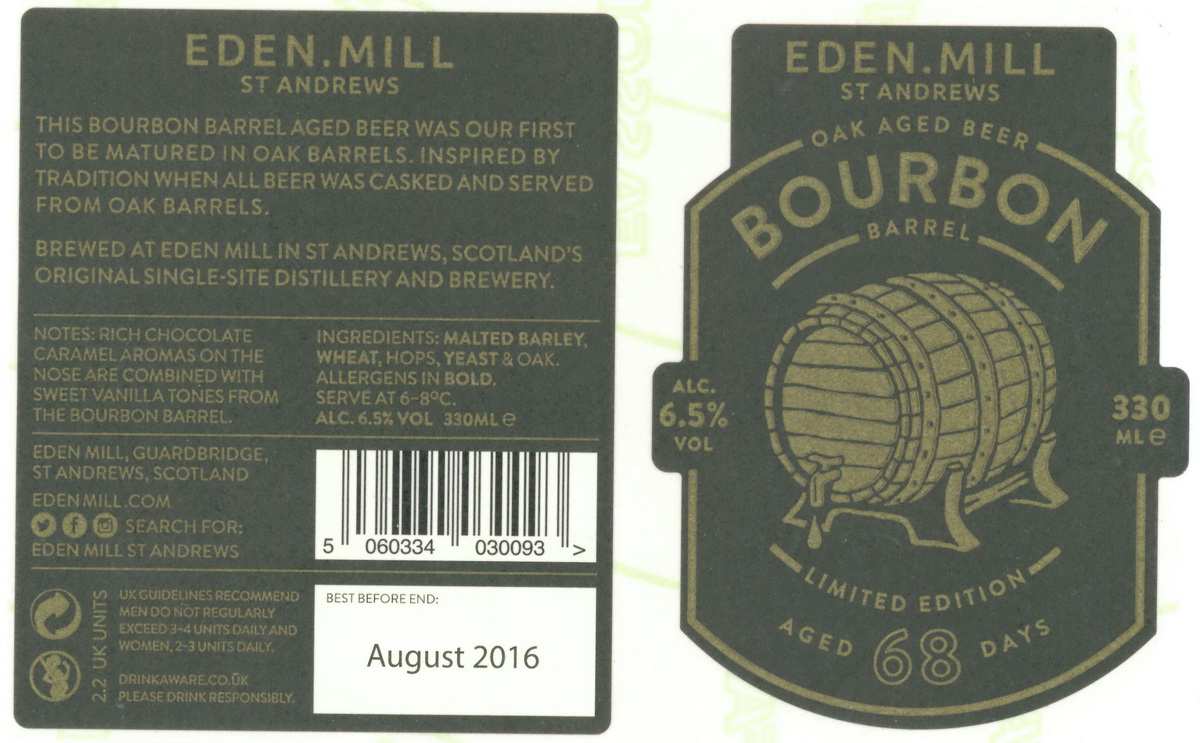 EDEN.MILL
ST ANDREWS
THIS BOURBON BARREL AGED BEER WAS OUR FIRST
TO BE MATURED IN OAK BARRELS. INSPIRED BY
TRADITION WHEN ALL BEER WAS CASKED AND SERVED
FROM OAK BARRELS.
BREWED AT EDEN MILL IN ST ANDREWS, SCOTLAND'S
ORIGINAL SINGLE-SITE DISTILLERY AND BREWERY.
NOTES: RICH CHOCOLATE
CARAMEL AROMAS ON THE
NOSE ARE COMBINED WITH
SWEET VANILLA TONES FROM
THE BOURBON BARREL.
INGREDIENTS: MALTED BARLEY,
WHEAT, HOPS, YEAST & OAK.
ALLERGENS IN BOLD.
SERVE AT 6-8ºC.
ALC. 6.5% VOL 330ML ℮
EDEN MILL, GUARDBRIDGE,
ST ANDREWS, SCOTLAND
EDENMILL.COM
SEARCH FOR:
EDEN MILL ST ANDREWS
5 060334 030093 >
2.2 UK UNITS
UK GUIDELINES RECOMMEND
MEN DO NOT REGULARLY
EXCEED 3-4 UNITS DAILY AND
WOMEN, 2-3 UNITS DAILY.
DRINKAWARE.CO.UK
PLEASE DRINK RESPONSIBLY.
BEST BEFORE END:
August 2016
EDEN.MILL
ST ANDREWS
OAK AGED BEER
BOURBON
BARREL
ALC.
6.5%
VOL
330
ML ℮
LIMITED EDITION
AGED 68 DAYS